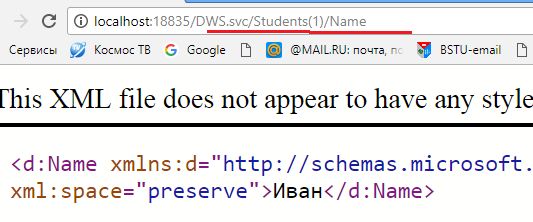 localhost:18835/DWS.svc/Students(1)/Name
Сервисы Космос ТВ Google @MAIL.RU: почта, BSTU-email
This XML file does not appear to have any style
<d:Name xmlns:d="http://schemas.microsoft.
xml:space="preserve">Иван</d:Name>